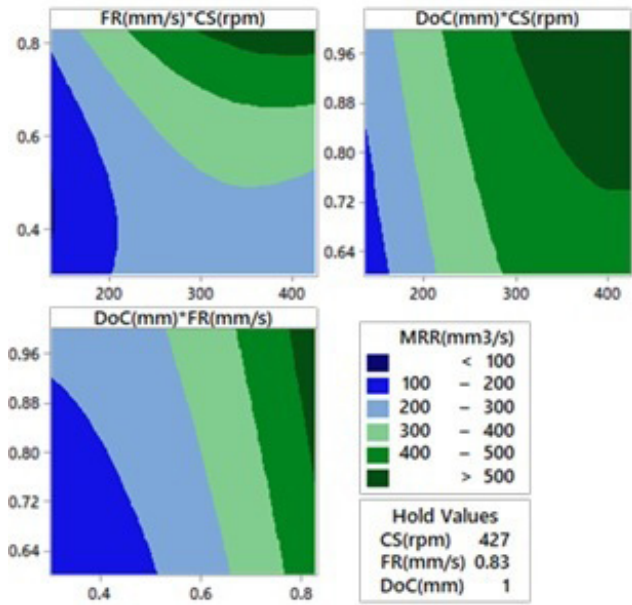 FR(mm/s)*CS(rpm)
DoC(mm)*CS(rpm)
0.8
0.6
0.4
200 300 400
0.96
0.88
0.80
0.72
0.64
200 300 400
DoC(mm)*FR(mm/s)
0.96
0.88
0.80
0.72
0.64
0.4 0.6 0.8
MRR(mm3/s)
< 100
100 – 200
200 – 300
300 – 400
400 – 500
> 500
Hold Values
CS(rpm) 427
FR(mm/s) 0.83
DoC(mm) 1